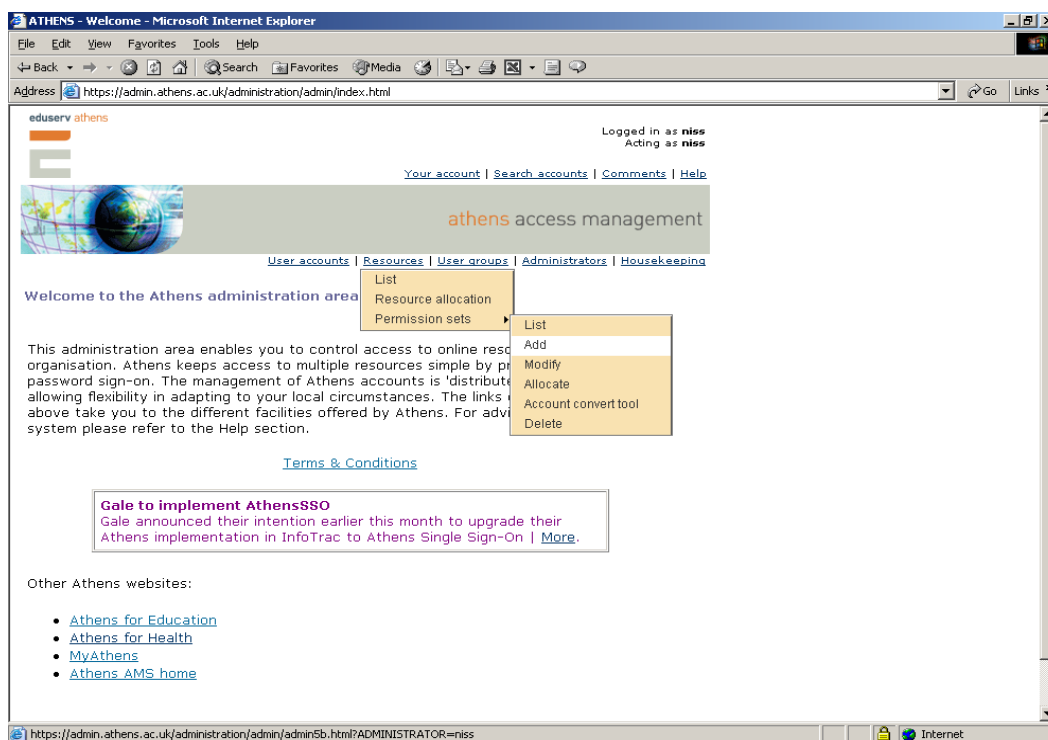 ATHENS - Welcome - Microsoft Internet Explorer
File Edit View Favorites Tools Help
Back Search Favorites Media
Address https://admin.athens.ac.uk/administration/admin/index.html Go Links
eduserv athens
Logged in as niss
Acting as niss
Your account | Search accounts | Comments | Help
athens access management
User accounts | Resources | User groups | Administrators | Housekeeping
List
Resource allocation
Permission sets
List
Add
Modify
Allocate
Account convert tool
Delete
Welcome to the Athens administration area
This administration area enables you to control access to online
organisation. Athens keeps access to multiple resources simple by
password sign-on. The management of Athens accounts is
allowing flexibility in adapting to your local circumstances. The links
above take you to the different facilities offered by Athens. For
system please refer to the Help section.
Terms & Conditions
Gale to implement AthensSSO
Gale announced their intention earlier this month to upgrade their
Athens implementation in InfoTrac to Athens Single Sign-On | More.
Other Athens websites:
Athens for Education
Athens for Health
MyAthens
Athens AMS home
https://admin.athens.ac.uk/administration/admin/admin5b.html?ADMINISTRATOR=niss Internet